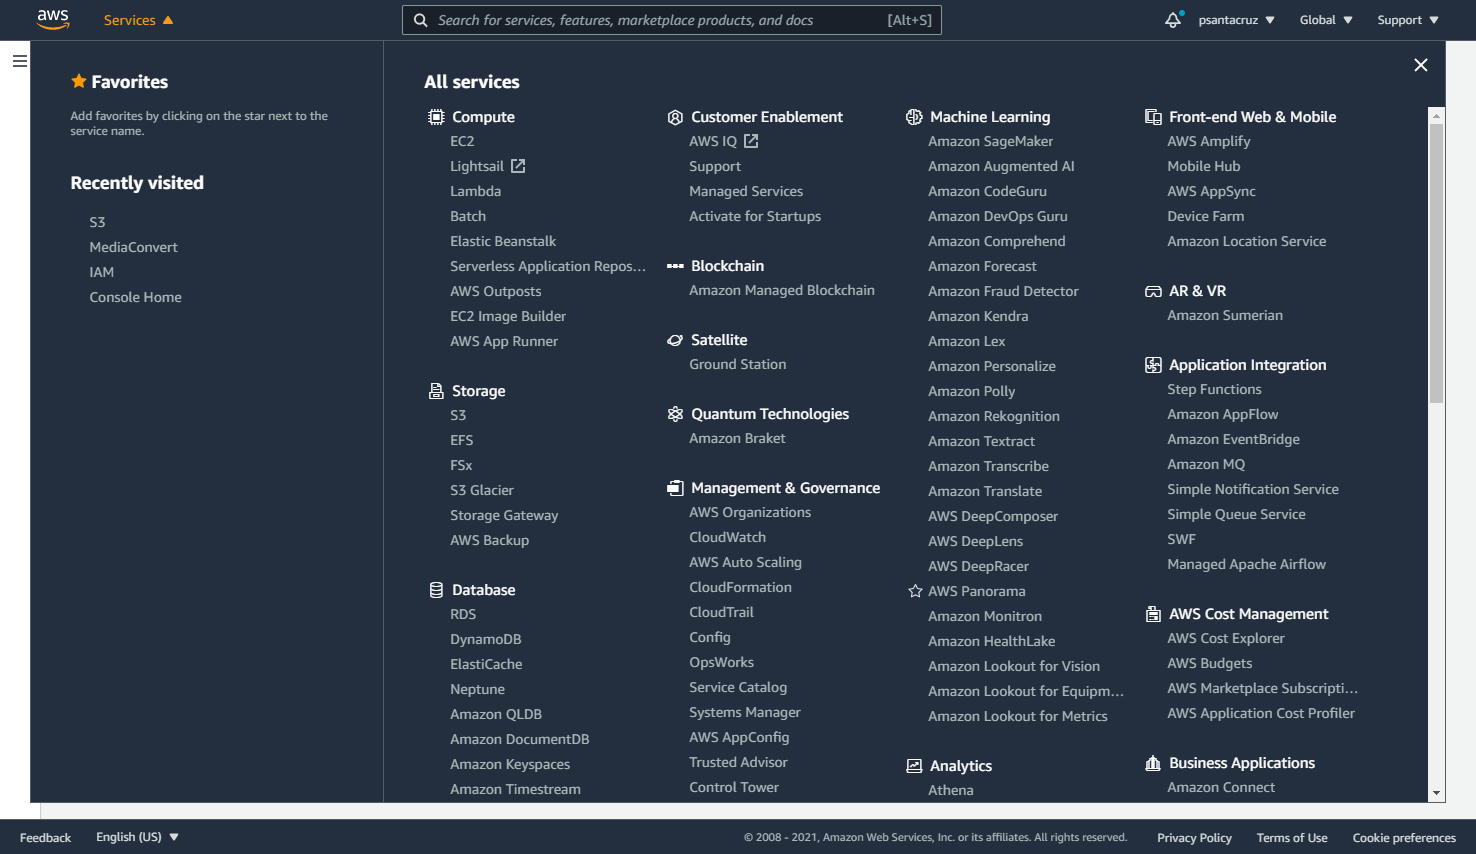 aws
Services
Search for services, features, marketplace products, and docs
[Alt+S]
psantacruz
Global
Support
Favorites
Add favorites by clicking on the star next to the
service name.
Recently visited
S3
MediaConvert
IAM
Console Home
All services
Compute
EC2
Lightsail
Lambda
Batch
Elastic Beanstalk
Serverless Application Repos...
AWS Outposts
EC2 Image Builder
AWS App Runner
Storage
S3
EFS
FSx
S3 Glacier
Storage Gateway
AWS Backup
Database
RDS
DynamoDB
ElastiCache
Neptune
Amazon QLDB
Amazon DocumentDB
Amazon Keyspaces
Amazon Timestream
Customer Enablement
AWS IQ
Support
Managed Services
Activate for Startups
Blockchain
Amazon Managed Blockchain
Satellite
Ground Station
Quantum Technologies
Amazon Braket
Management & Governance
AWS Organizations
CloudWatch
AWS Auto Scaling
CloudFormation
CloudTrail
Config
OpsWorks
Service Catalog
Systems Manager
AWS AppConfig
Trusted Advisor
Control Tower
Machine Learning
Amazon SageMaker
Amazon Augmented AI
Amazon CodeGuru
Amazon DevOps Guru
Amazon Comprehend
Amazon Forecast
Amazon Fraud Detector
Amazon Kendra
Amazon Lex
Amazon Personalize
Amazon Polly
Amazon Rekognition
Amazon Textract
Amazon Transcribe
Amazon Translate
AWS DeepComposer
AWS DeepLens
AWS DeepRacer
AWS Panorama
Amazon Monitron
Amazon HealthLake
Amazon Lookout for Vision
Amazon Lookout for Equipm...
Amazon Lookout for Metrics
Analytics
Athena
Front-end Web & Mobile
AWS Amplify
Mobile Hub
AWS AppSync
Device Farm
Amazon Location Service
AR & VR
Amazon Sumerian
Application Integration
Step Functions
Amazon AppFlow
Amazon EventBridge
Amazon MQ
Simple Notification Service
Simple Queue Service
SWF
Managed Apache Airflow
AWS Cost Management
AWS Cost Explorer
AWS Budgets
AWS Marketplace Subscripti...
AWS Application Cost Profiler
Business Applications
Amazon Connect
Feedback
English (US)
© 2008 - 2021, Amazon Web Services, Inc. or its affiliates. All rights reserved.
Privacy Policy
Terms of Use
Cookie preferences